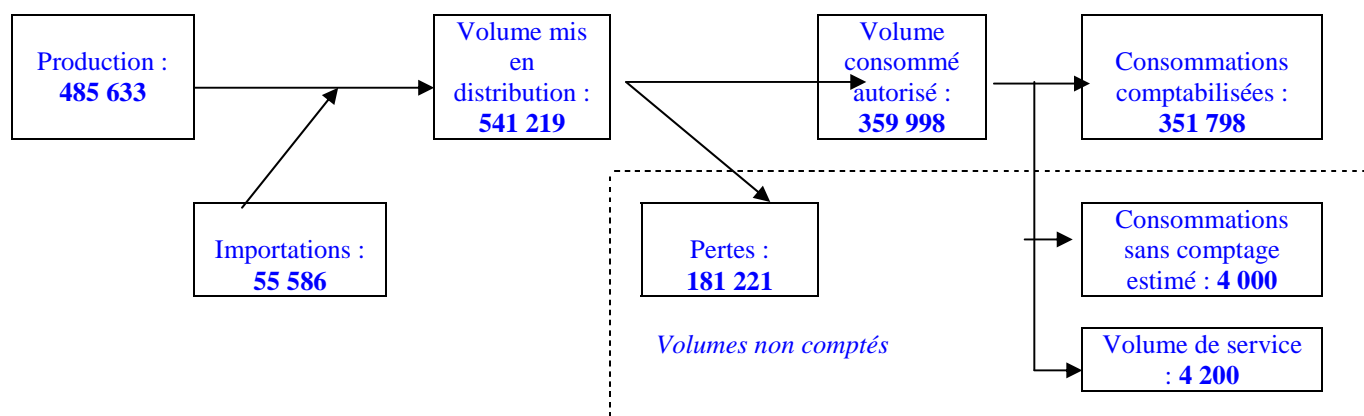 Production :
485 633
Volume mis
en
distribution :
541 219
Volume
consommé
autorisé :
359 998
Consommations
comptabilisées :
351 798
Importations :
55 586
Pertes :
181 221
Consommations
sans comptage
estimé : 4 000
Volumes non comptés
Volume de service
: 4 200